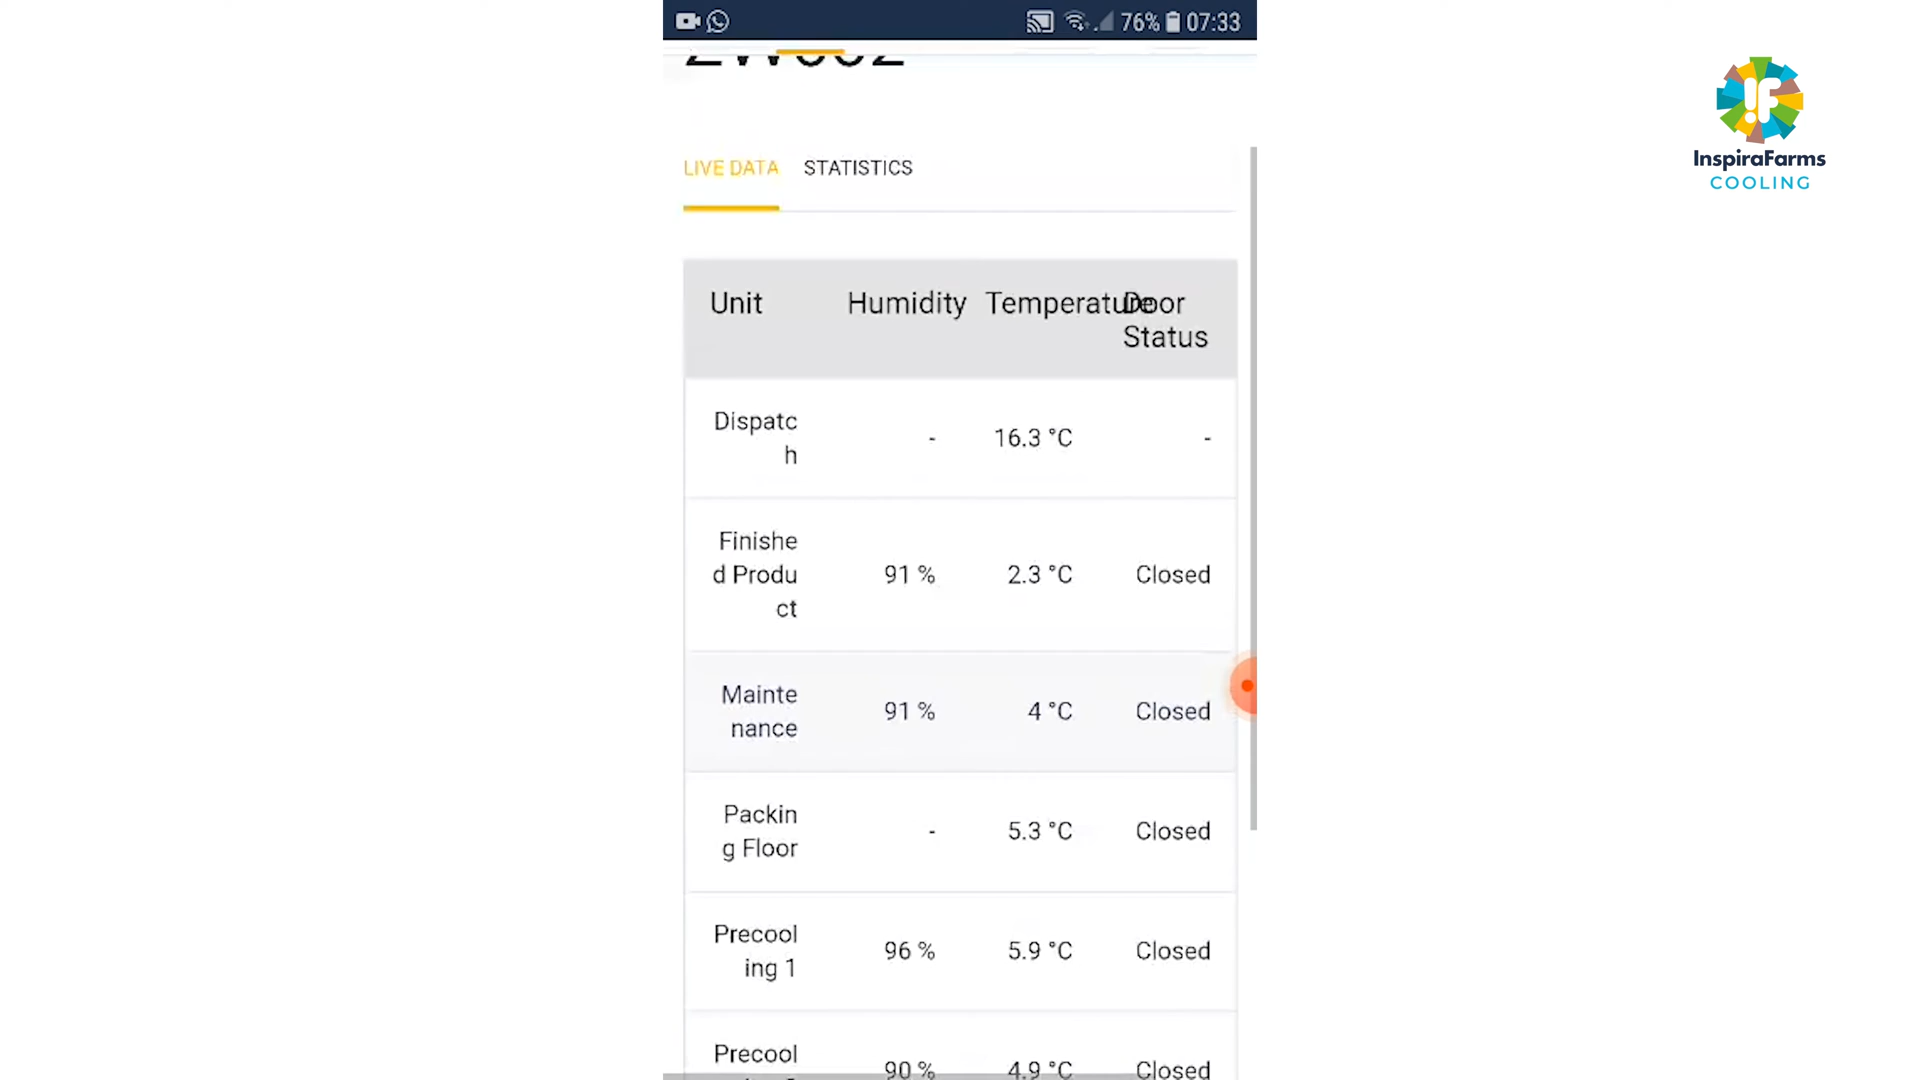 76% 07:33
InspiraFarms
COOLING
LIVE DATA STATISTICS
Unit Humidity Temperature Door
Status
Dispatc
h - 16.3 °C -
Finishe
d Produ 91 % 2.3 °C Closed
ct
Mainte
nance 91 % 4 °C Closed
Packin
g Floor - 5.3 °C Closed
Precool
ing 1 96 % 5.9 °C Closed
Precool
90 % 4.9 °C Closed